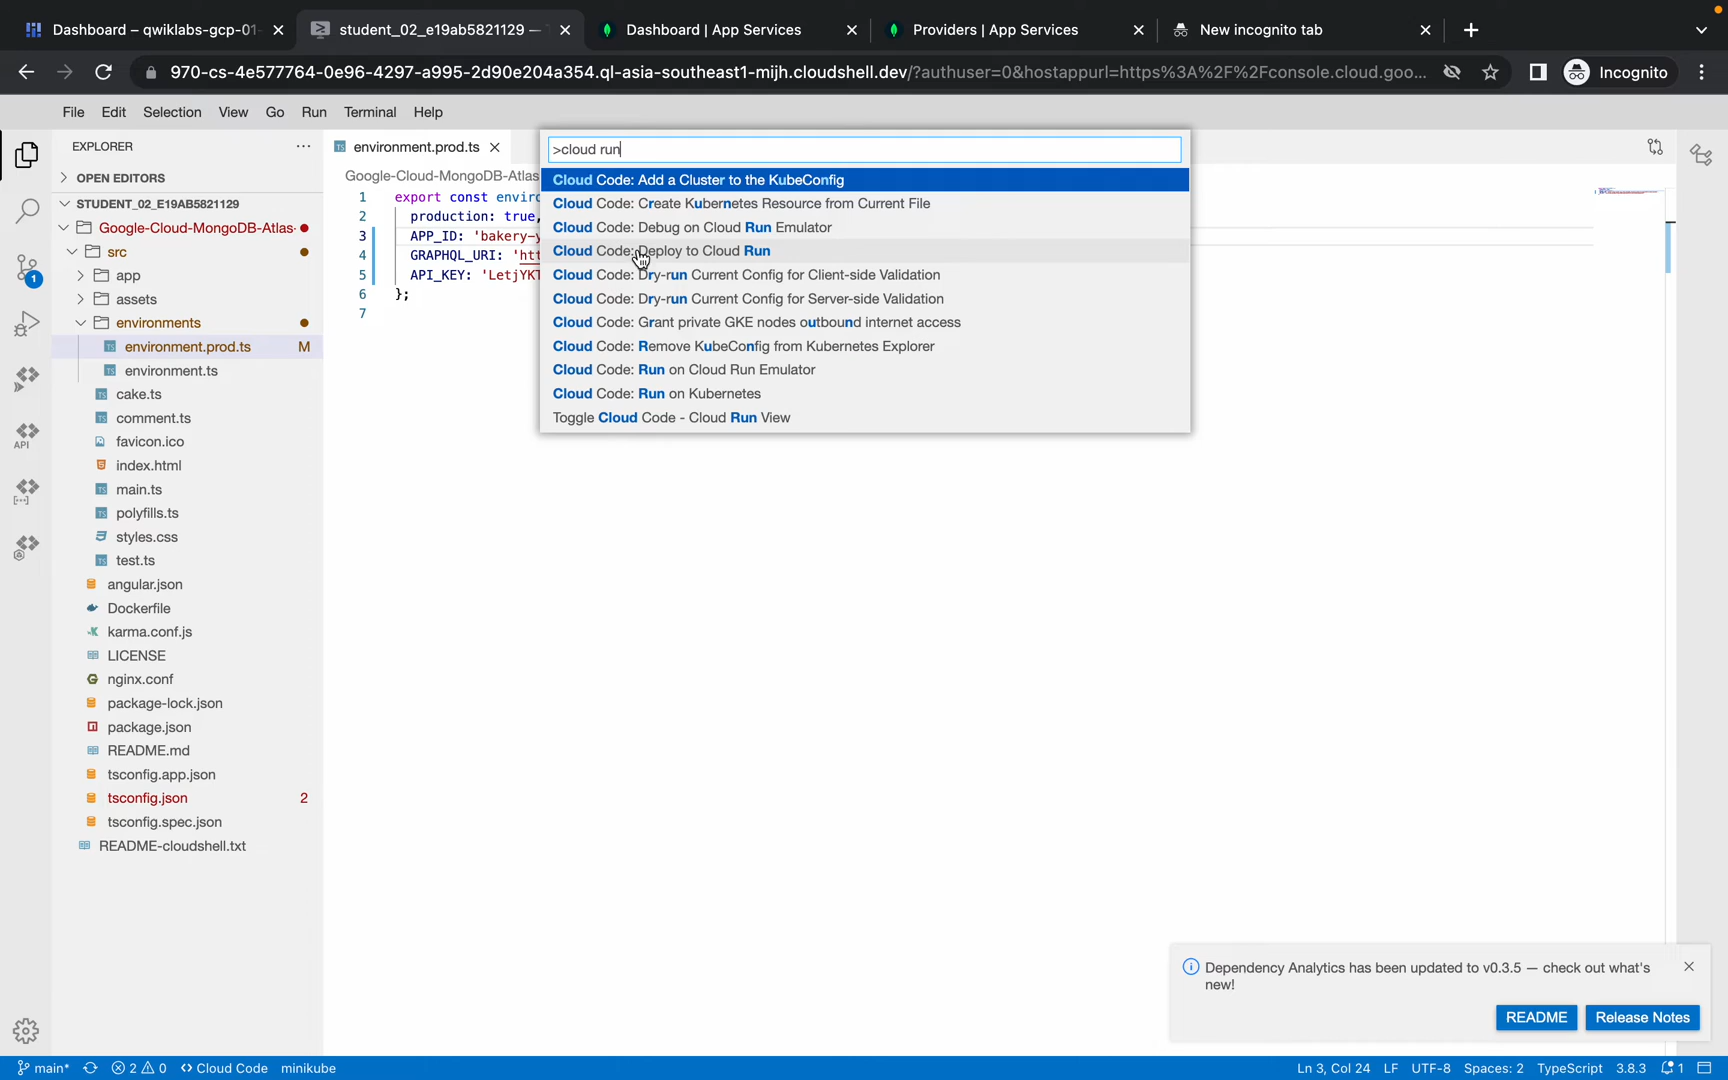 Dashboard – qwiklabs-gcp-01-
student_02_e19ab5821129 —
Dashboard | App Services
Providers | App Services
New incognito tab
970-cs-4e577764-0e96-4297-a995-2d90e204a354.ql-asia-southeast1-mijh.cloudshell.dev/?authuser=0&hostappurl=https%3A%2F%2Fconsole.cloud.goo...
Incognito
File Edit Selection View Go Run Terminal Help
EXPLORER
environment.prod.ts
>cloud run
Cloud Code: Add a Cluster to the KubeConfig
Cloud Code: Create Kubernetes Resource from Current File
Cloud Code: Debug on Cloud Run Emulator
Cloud Code: Deploy to Cloud Run
Cloud Code: Dry-run Current Config for Client-side Validation
Cloud Code: Dry-run Current Config for Server-side Validation
Cloud Code: Grant private GKE nodes outbound internet access
Cloud Code: Remove KubeConfig from Kubernetes Explorer
Cloud Code: Run on Cloud Run Emulator
Cloud Code: Run on Kubernetes
Toggle Cloud Code - Cloud Run View
OPEN EDITORS
STUDENT_02_E19AB5821129
Google-Cloud-MongoDB-Atlas-
src
app
assets
environments
environment.prod.ts M
environment.ts
cake.ts
comment.ts
favicon.ico
index.html
main.ts
polyfills.ts
styles.css
test.ts
angular.json
Dockerfile
karma.conf.js
LICENSE
nginx.conf
package-lock.json
package.json
README.md
tsconfig.app.json
tsconfig.json 2
tsconfig.spec.json
README-cloudshell.txt
API
1
Google-Cloud-MongoDB-Atlas
1 export const enviro
2 production: true,
3 APP_ID: 'bakery-y
4 GRAPHQL_URI: 'htt
5 API_KEY: 'LetjYKT
6 };
7
Dependency Analytics has been updated to v0.3.5 — check out what's
new!
README Release Notes
main* 2 0 Cloud Code minikube
Ln 3, Col 24 LF UTF-8 Spaces: 2 TypeScript 3.8.3 1